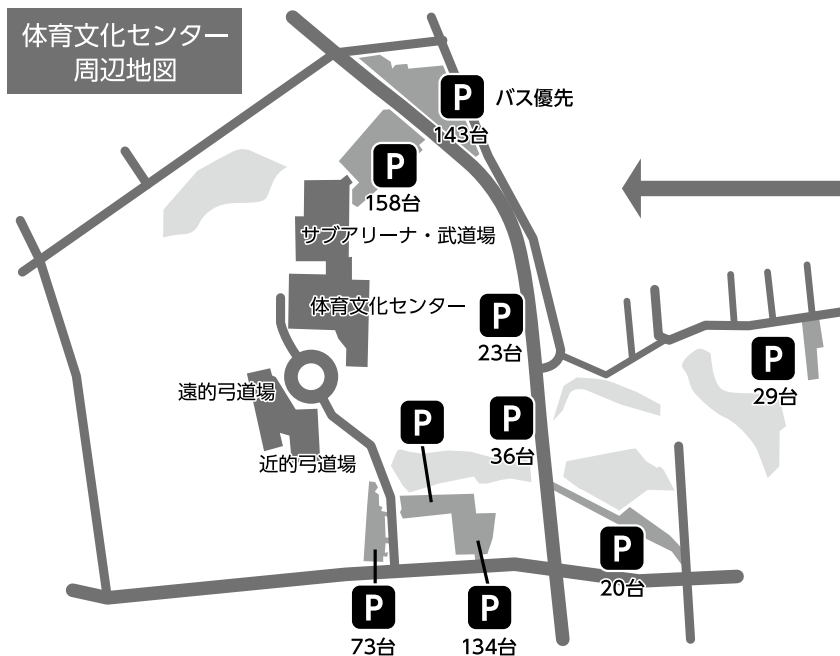 体育文化センター
周辺地図
P
バス優先
143台
P
158台
サブアリーナ・武道場
体育文化センター
P
23台
P
29台
遠的弓道場
P
P
36台
近的弓道場
P
20台
P
73台
P
134台